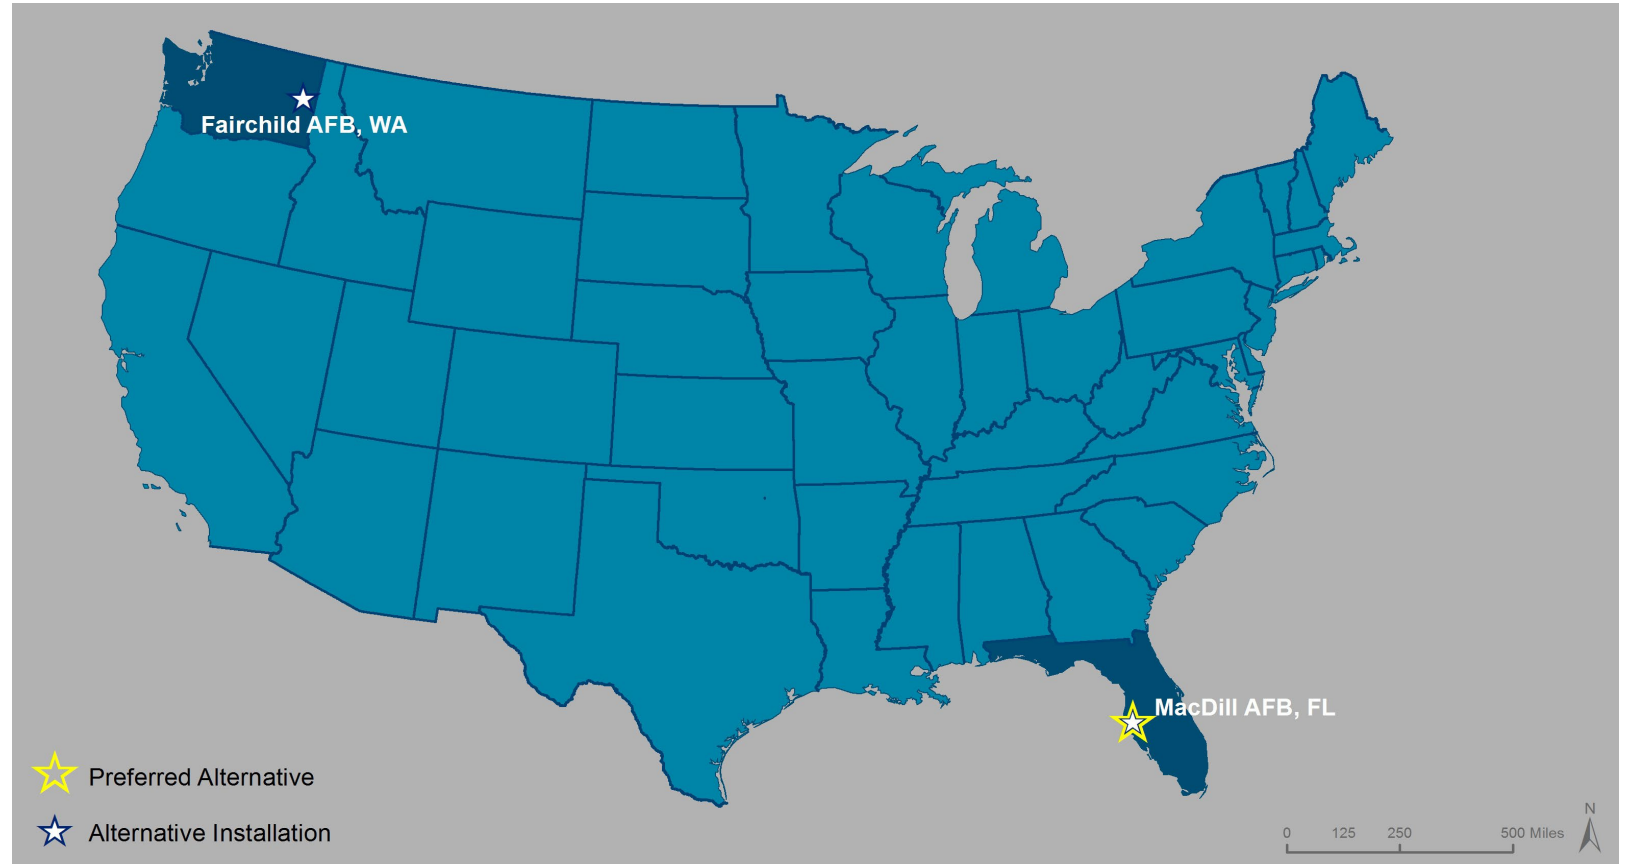 Fairchild AFB, WA
MacDill AFB, FL
Preferred Alternative
Alternative Installation
N
0 125 250 500 Miles